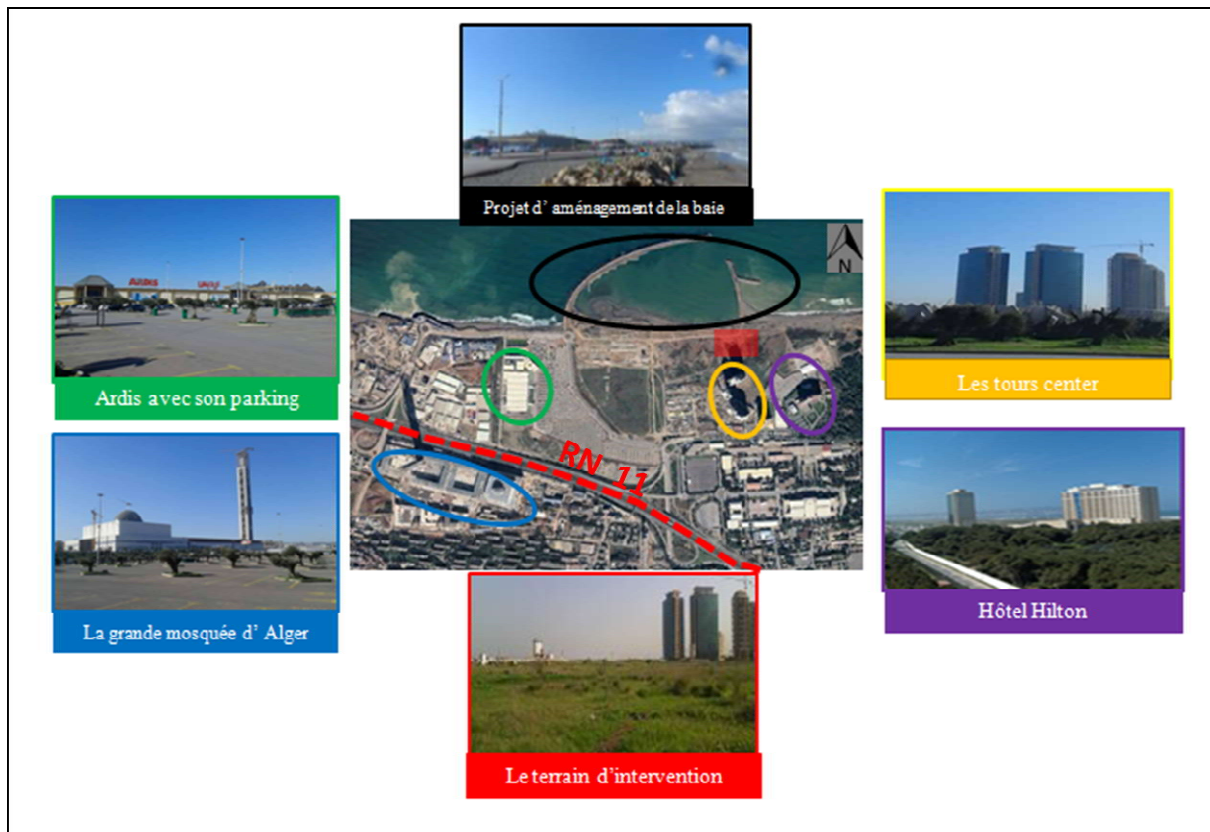 Projet d' aménagement de la baie
N
ARDIS
Ardis avec son parking
Les tours center
RN 11
La grande mosquée d' Alger
Hôtel Hilton
Le terrain d'intervention